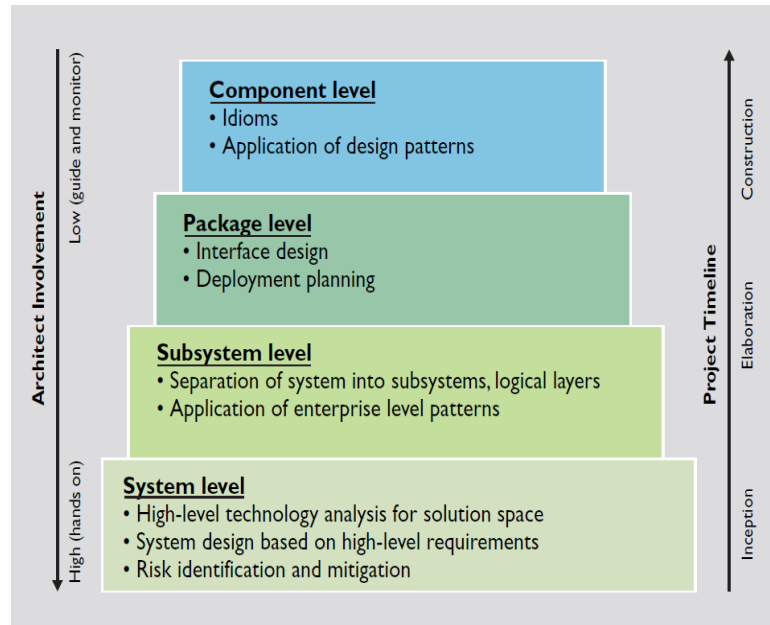 Component level
• Idioms
• Application of design patterns
Package level
• Interface design
• Deployment planning
Subsystem level
• Separation of system into subsystems, logical layers
• Application of enterprise level patterns
System level
• High-level technology analysis for solution space
• System design based on high-level requirements
• Risk identification and mitigation
Architect Involvement
Low (guide and monitor)
High (hands on)
Project Timeline
Construction
Elaboration
Inception